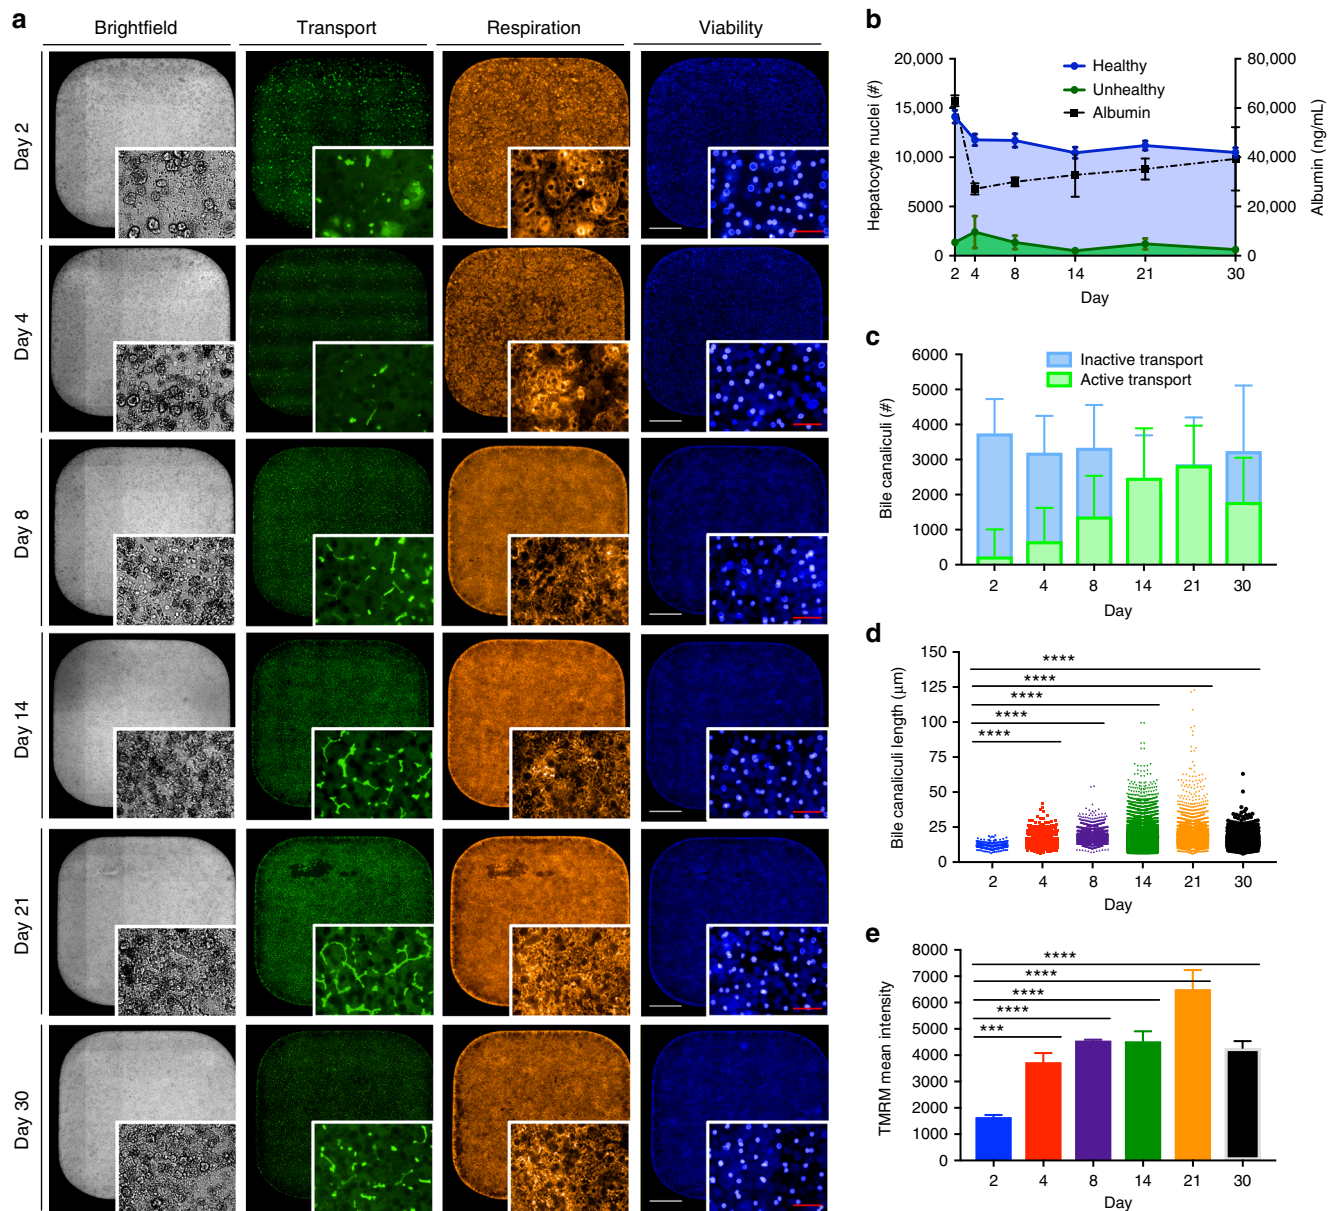 a
Brightfield
Transport
Respiration
Viability
Day 2
Day 4
Day 8
Day 14
Day 21
Day 30
b
Healthy
Unhealthy
Albumin
Hepatocyte nuclei (#)
20,000
15,000
10,000
5000
0
Albumin (ng/mL)
80,000
60,000
40,000
20,000
0
2 4 8 14 21 30
Day
c
Inactive transport
Active transport
Bile canaliculi (#)
6000
5000
4000
3000
2000
1000
0
2 4 8 14 21 30
Day
d
Bile canaliculi length (μm)
150
125
100
75
50
25
0
****
****
****
****
****
2 4 8 14 21 30
Day
e
TMRM mean intensity
8000
7000
6000
5000
4000
3000
2000
1000
0
****
****
****
****
***
2 4 8 14 21 30
Day